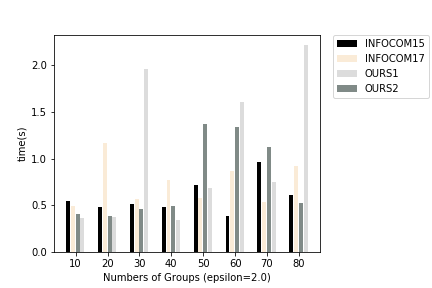 INFOCOM15
INFOCOM17
OURS1
OURS2
2.0
1.5
1.0
0.5
0.0
time(s)
10 20 30 40 50 60 70 80
Numbers of Groups (epsilon=2.0)